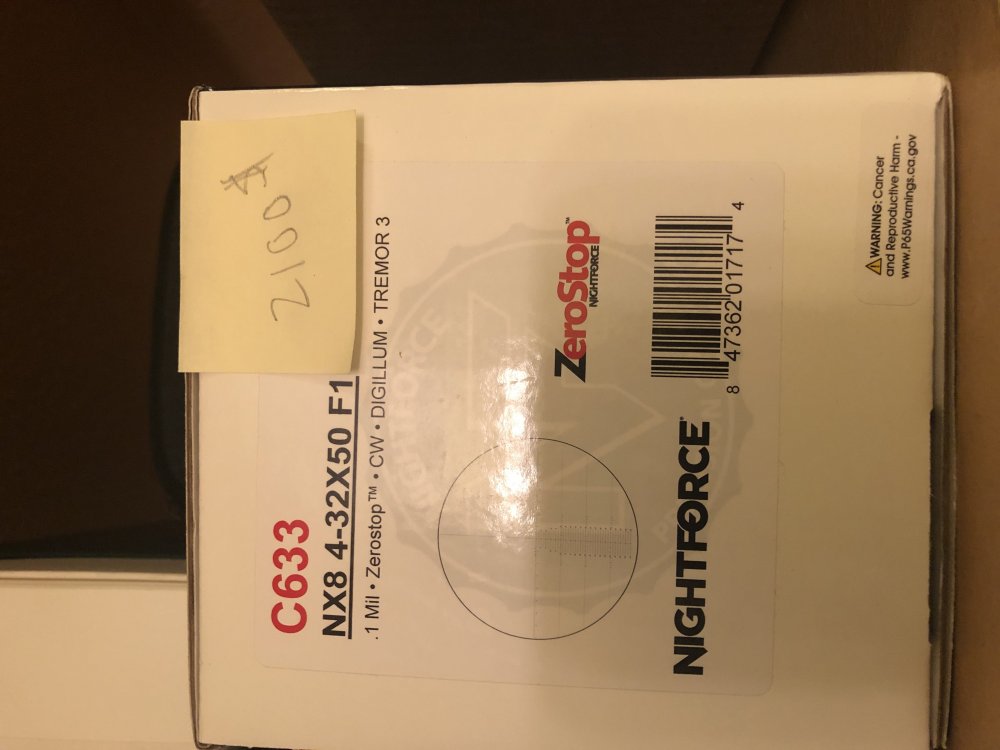 2100
C633
NX8 4-32X50 F1
.1 Mil • Zerostop™ • CW • DIGILLUM • TREMOR 3
NIGHTFORCE
ZeroStop™
NIGHTFORCE
NIGHTFORCE®
8 47362 01717 4
⚠WARNING: Cancer
and Reproductive Harm -
www.P65Warnings.ca.gov